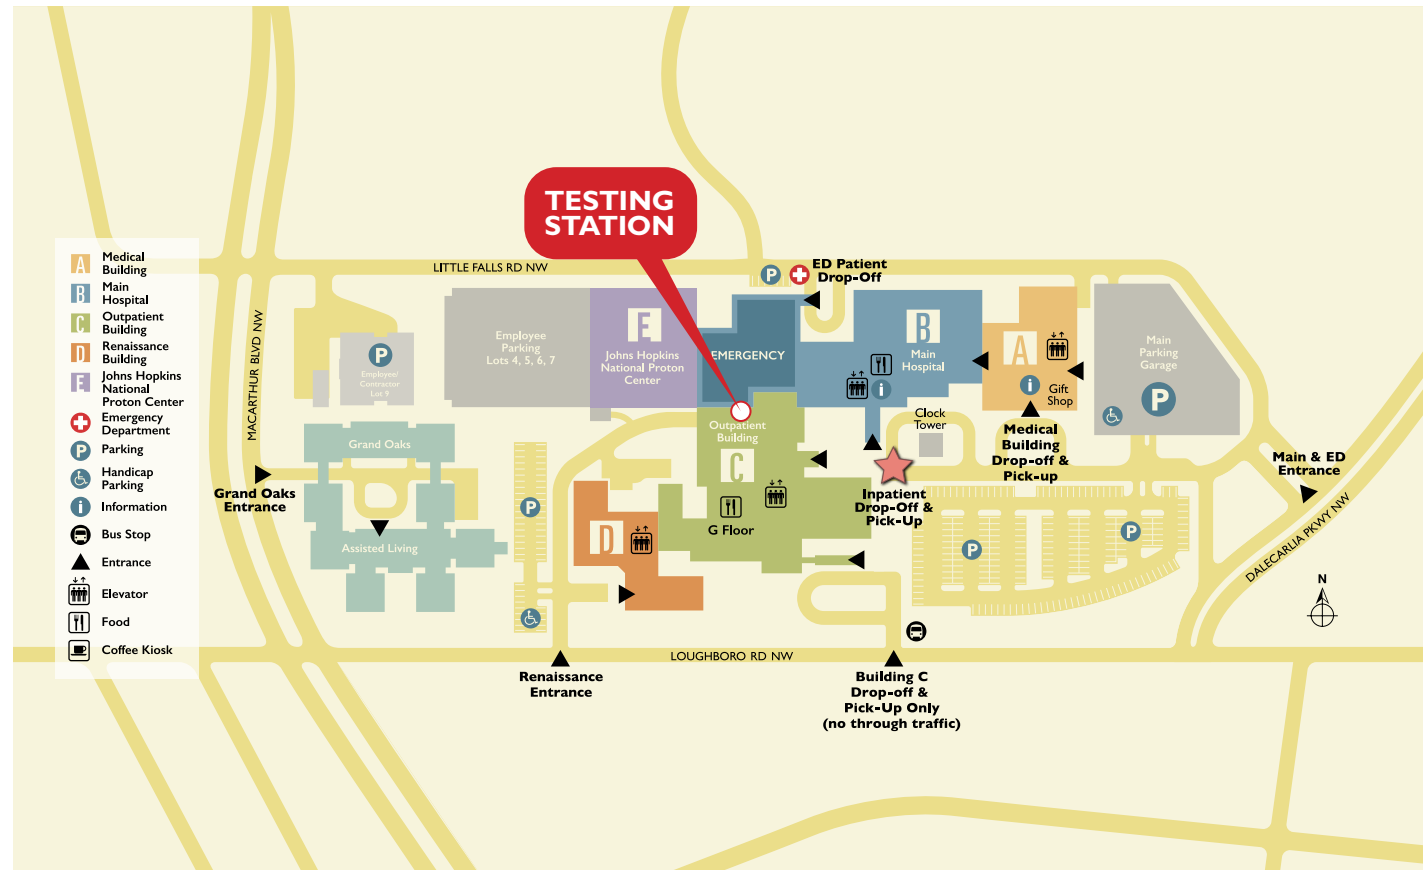 TESTING
STATION
A
Medical
Building
B
Main
Hospital
C
Outpatient
Building
D
Renaissance
Building
E
Johns Hopkins
National
Proton Center
Emergency
Department
P
Parking
Handicap
Parking
i
Information
Bus Stop
Entrance
Elevator
Food
Coffee Kiosk
LITTLE FALLS RD NW
MACARTHUR BLVD NW
P
ED Patient
Drop-Off
P
Employee/
Contractor
Lot 9
Employee
Parking
Lots 4, 5, 6, 7
E
Johns Hopkins
National Proton
Center
EMERGENCY
B
Main
Hospital
i
A
i
Gift
Shop
Main
Parking
Garage
P
Clock
Tower
Medical
Building
Drop-off &
Pick-up
Main & ED
Entrance
Outpatient
Building
C
G Floor
Grand Oaks
Grand Oaks
Entrance
Assisted Living
P
D
Inpatient
Drop-Off &
Pick-Up
P
P
DALECARLIA PKWY NW
N
LOUGHBORO RD NW
Renaissance
Entrance
Building C
Drop-off &
Pick-Up Only
(no through traffic)